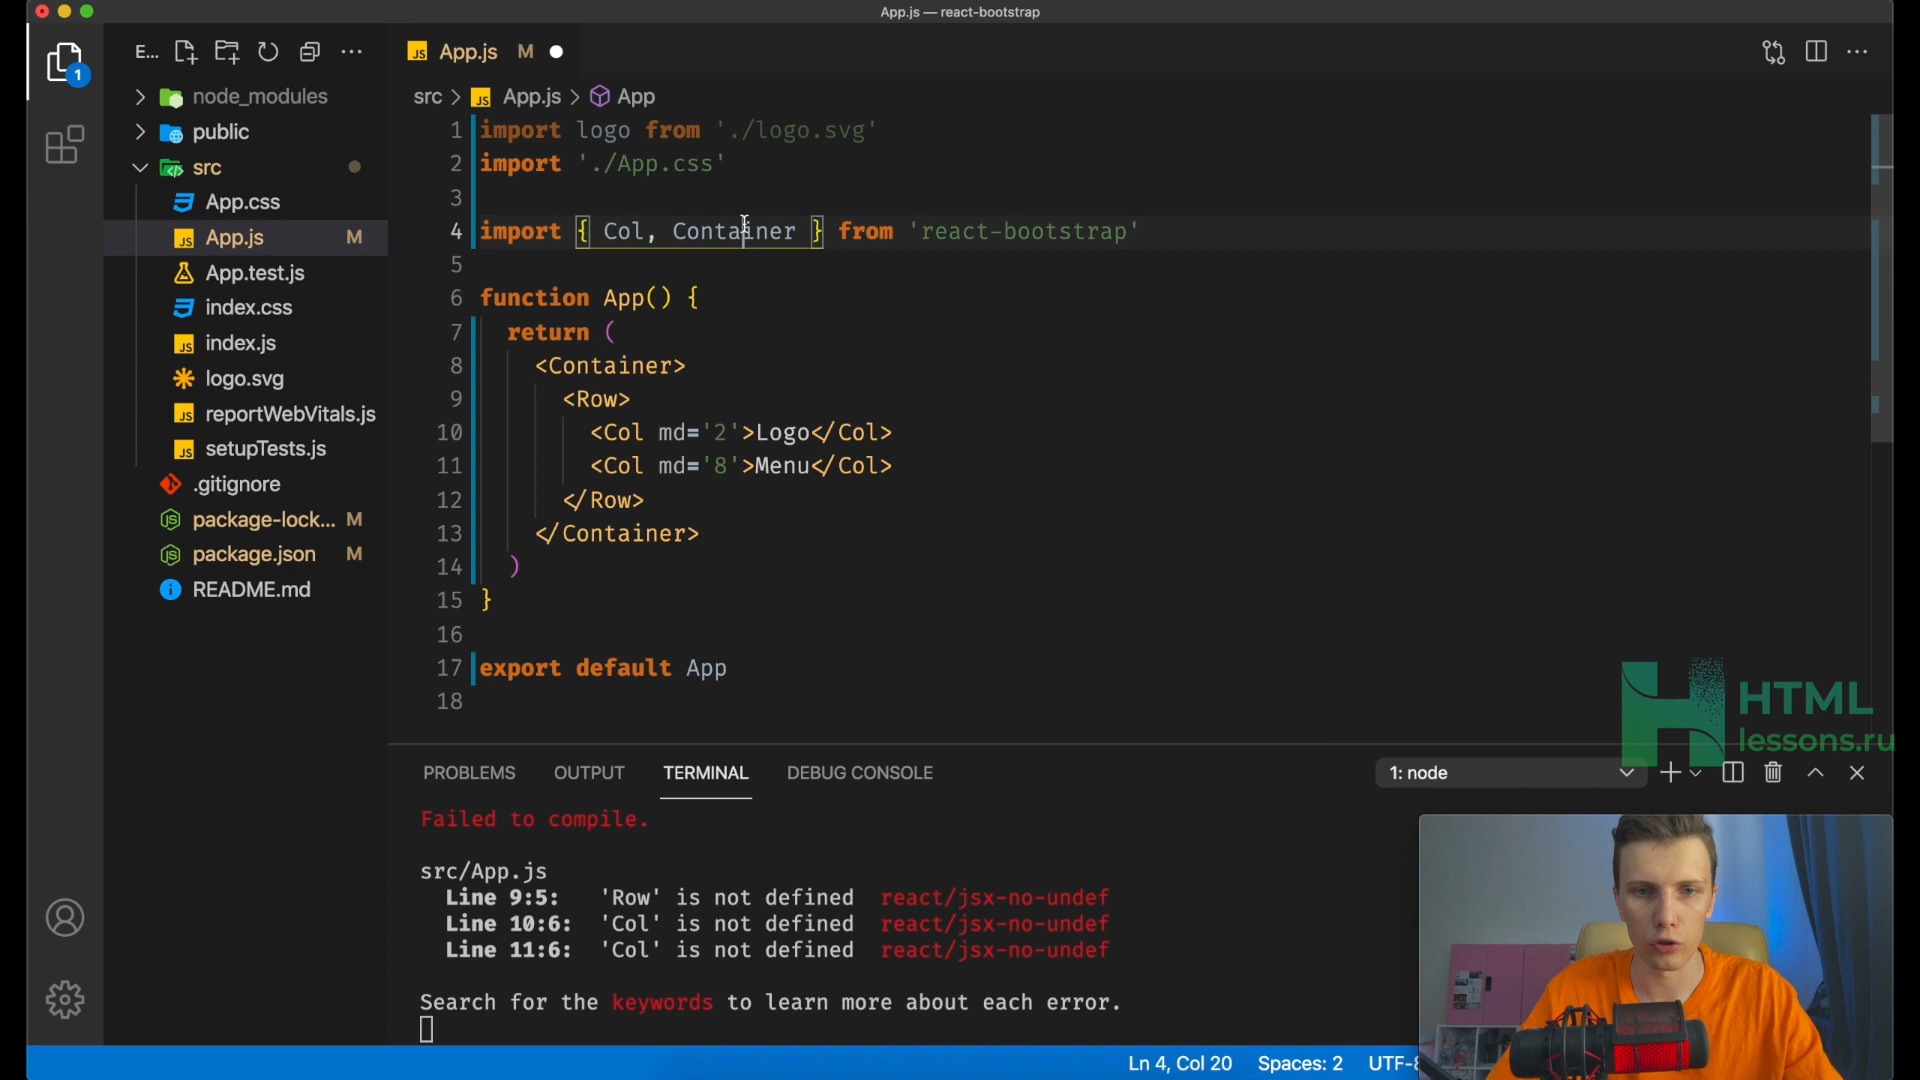 App.js — react-bootstrap
E...
App.js M
1
src > App.js > App
node_modules
public
src
App.css
App.js M
App.test.js
index.css
index.js
logo.svg
reportWebVitals.js
setupTests.js
.gitignore
package-lock... M
package.json M
README.md
1 import logo from './logo.svg'
2 import './App.css'
3
4 import { Col, Container } from 'react-bootstrap'
5
6 function App() {
7 return (
8 <Container>
9 <Row>
10 <Col md='2'>Logo</Col>
11 <Col md='8'>Menu</Col>
12 </Row>
13 </Container>
14 )
15 }
16
17 export default App
18
HTML
lessons.ru
PROBLEMS OUTPUT TERMINAL DEBUG CONSOLE
1: node
Failed to compile.
src/App.js
Line 9:5: 'Row' is not defined react/jsx-no-undef
Line 10:6: 'Col' is not defined react/jsx-no-undef
Line 11:6: 'Col' is not defined react/jsx-no-undef
Search for the keywords to learn more about each error.
Ln 4, Col 20 Spaces: 2 UTF-8